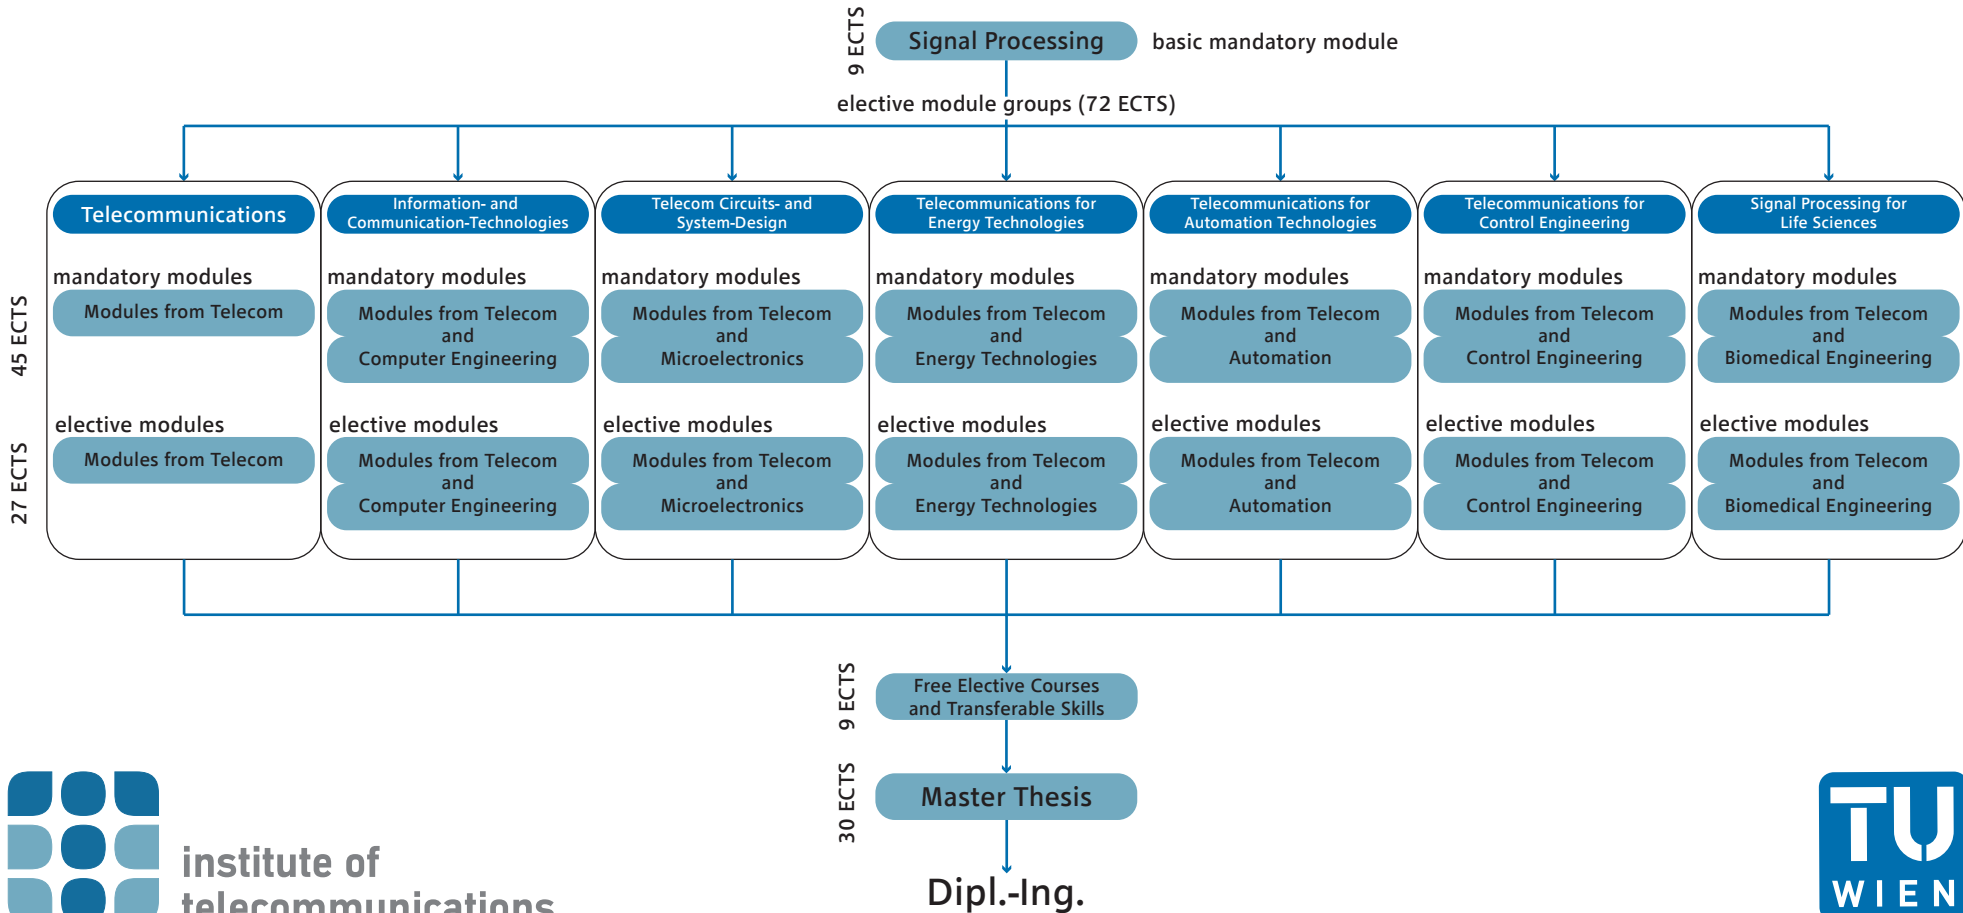 9 ECTS
Signal Processing
basic mandatory module
elective module groups (72 ECTS)
Telecommunications
Information- and
Communication-Technologies
Telecom Circuits- and
System-Design
Telecommunications for
Energy Technologies
Telecommunications for
Automation Technologies
Telecommunications for
Control Engineering
Signal Processing for
Life Sciences
45 ECTS
mandatory modules
Modules from Telecom
mandatory modules
Modules from Telecom
and
Computer Engineering
mandatory modules
Modules from Telecom
and
Microelectronics
mandatory modules
Modules from Telecom
and
Energy Technologies
mandatory modules
Modules from Telecom
and
Automation
mandatory modules
Modules from Telecom
and
Control Engineering
mandatory modules
Modules from Telecom
and
Biomedical Engineering
27 ECTS
elective modules
Modules from Telecom
elective modules
Modules from Telecom
and
Computer Engineering
elective modules
Modules from Telecom
and
Microelectronics
elective modules
Modules from Telecom
and
Energy Technologies
elective modules
Modules from Telecom
and
Automation
elective modules
Modules from Telecom
and
Control Engineering
elective modules
Modules from Telecom
and
Biomedical Engineering
9 ECTS
Free Elective Courses
and Transferable Skills
30 ECTS
Master Thesis
Dipl.-Ing.
institute of
telecommunications
TU
WIEN